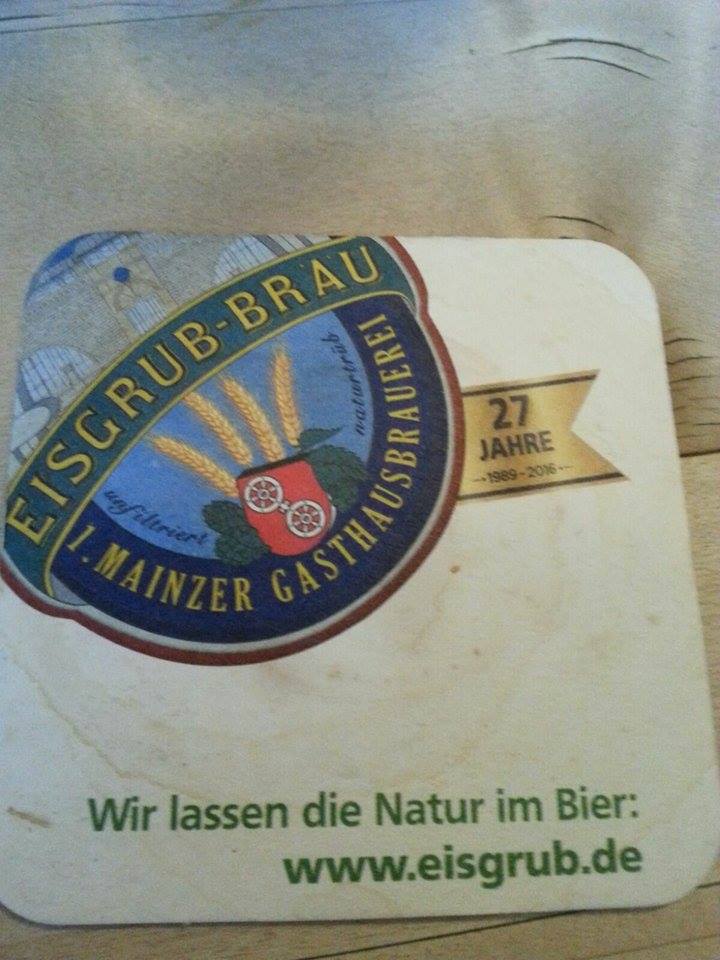 EISGRUB-BRÄU
naturtrüb
unfiltriert
1. MAINZER GASTHAUSBRAUEREI
27
JAHRE
1989-2016
Wir lassen die Natur im Bier:
www.eisgrub.de